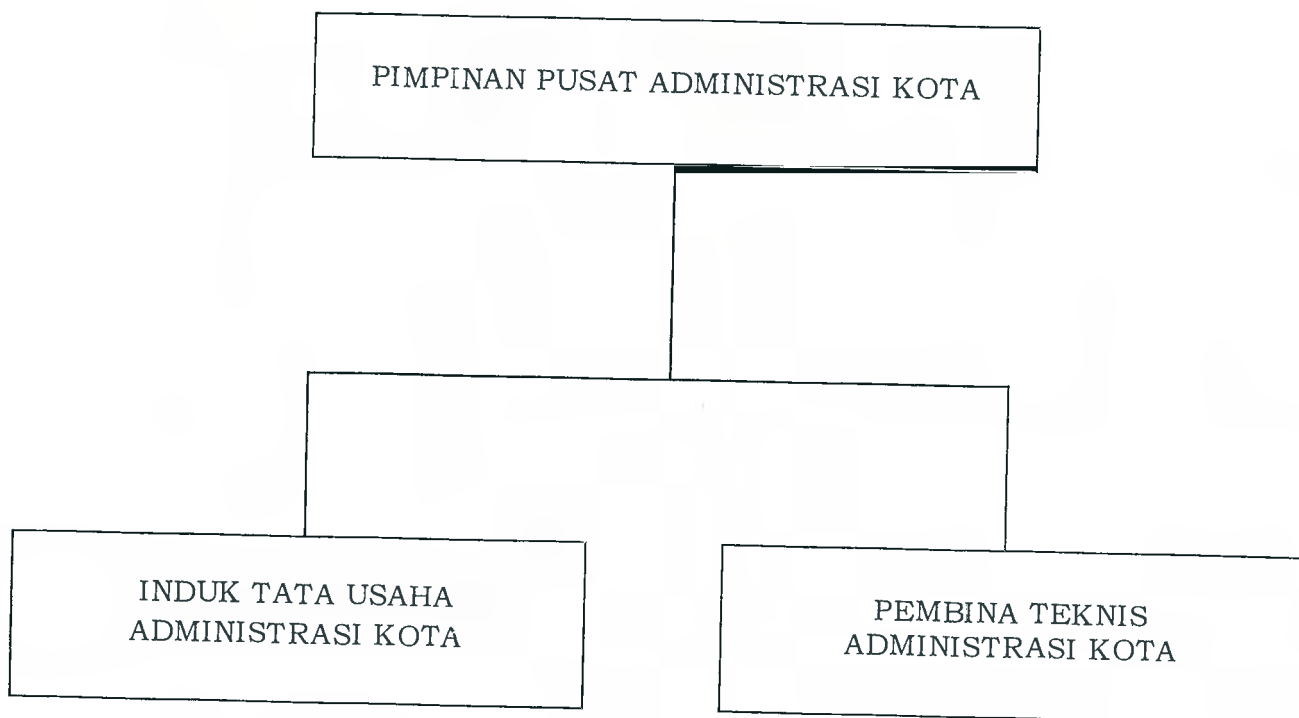 PIMPINAN PUSAT ADMINISTRASI KOTA
INDUK TATA USAHA
ADMINISTRASI KOTA
PEMBINA TEKNIS
ADMINISTRASI KOTA